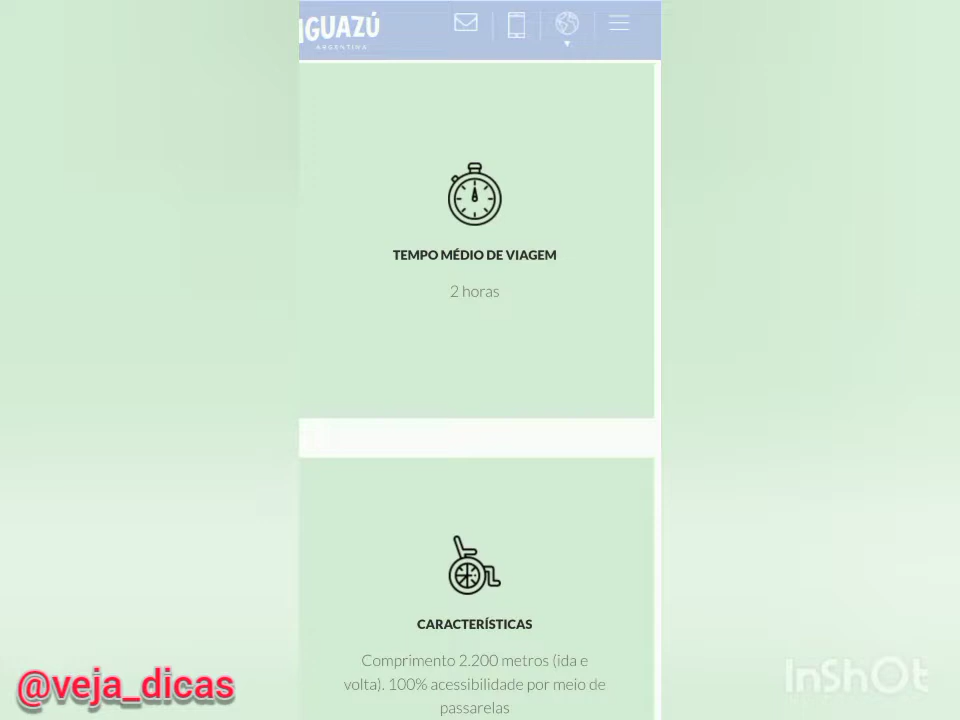 IGUAZÚ
ARGENTINA
TEMPO MÉDIO DE VIAGEM
2 horas
CARACTERÍSTICAS
Comprimento 2.200 metros (ida e
volta). 100% acessibilidade por meio de
passarelas
@veja_dicas
InShOt